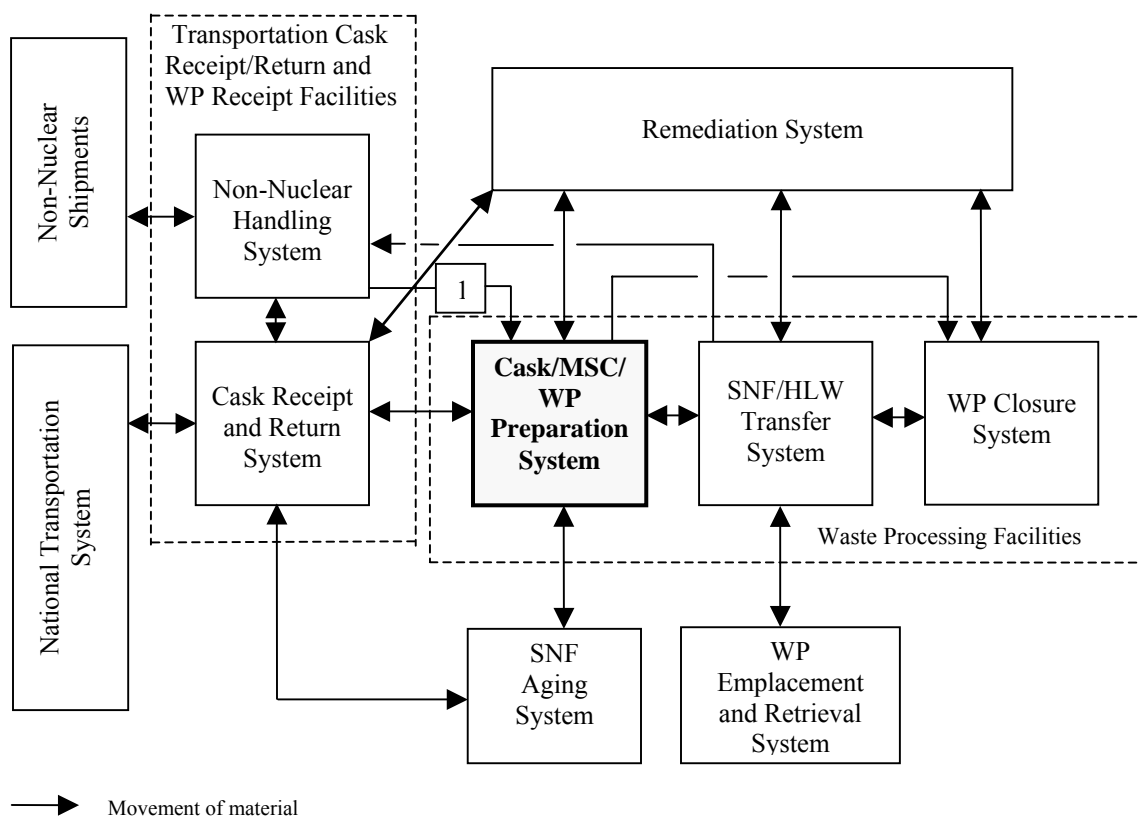 Non-Nuclear
Shipments
Transportation Cask
Receipt/Return and
WP Receipt Facilities
Remediation System
Non-Nuclear
Handling
System
1
National Transportation
System
Cask Receipt
and Return
System
Cask/MSC/
WP
Preparation
System
SNF/HLW
Transfer
System
WP Closure
System
Waste Processing Facilities
SNF
Aging
System
WP
Emplacement
and Retrieval
System
Movement of material